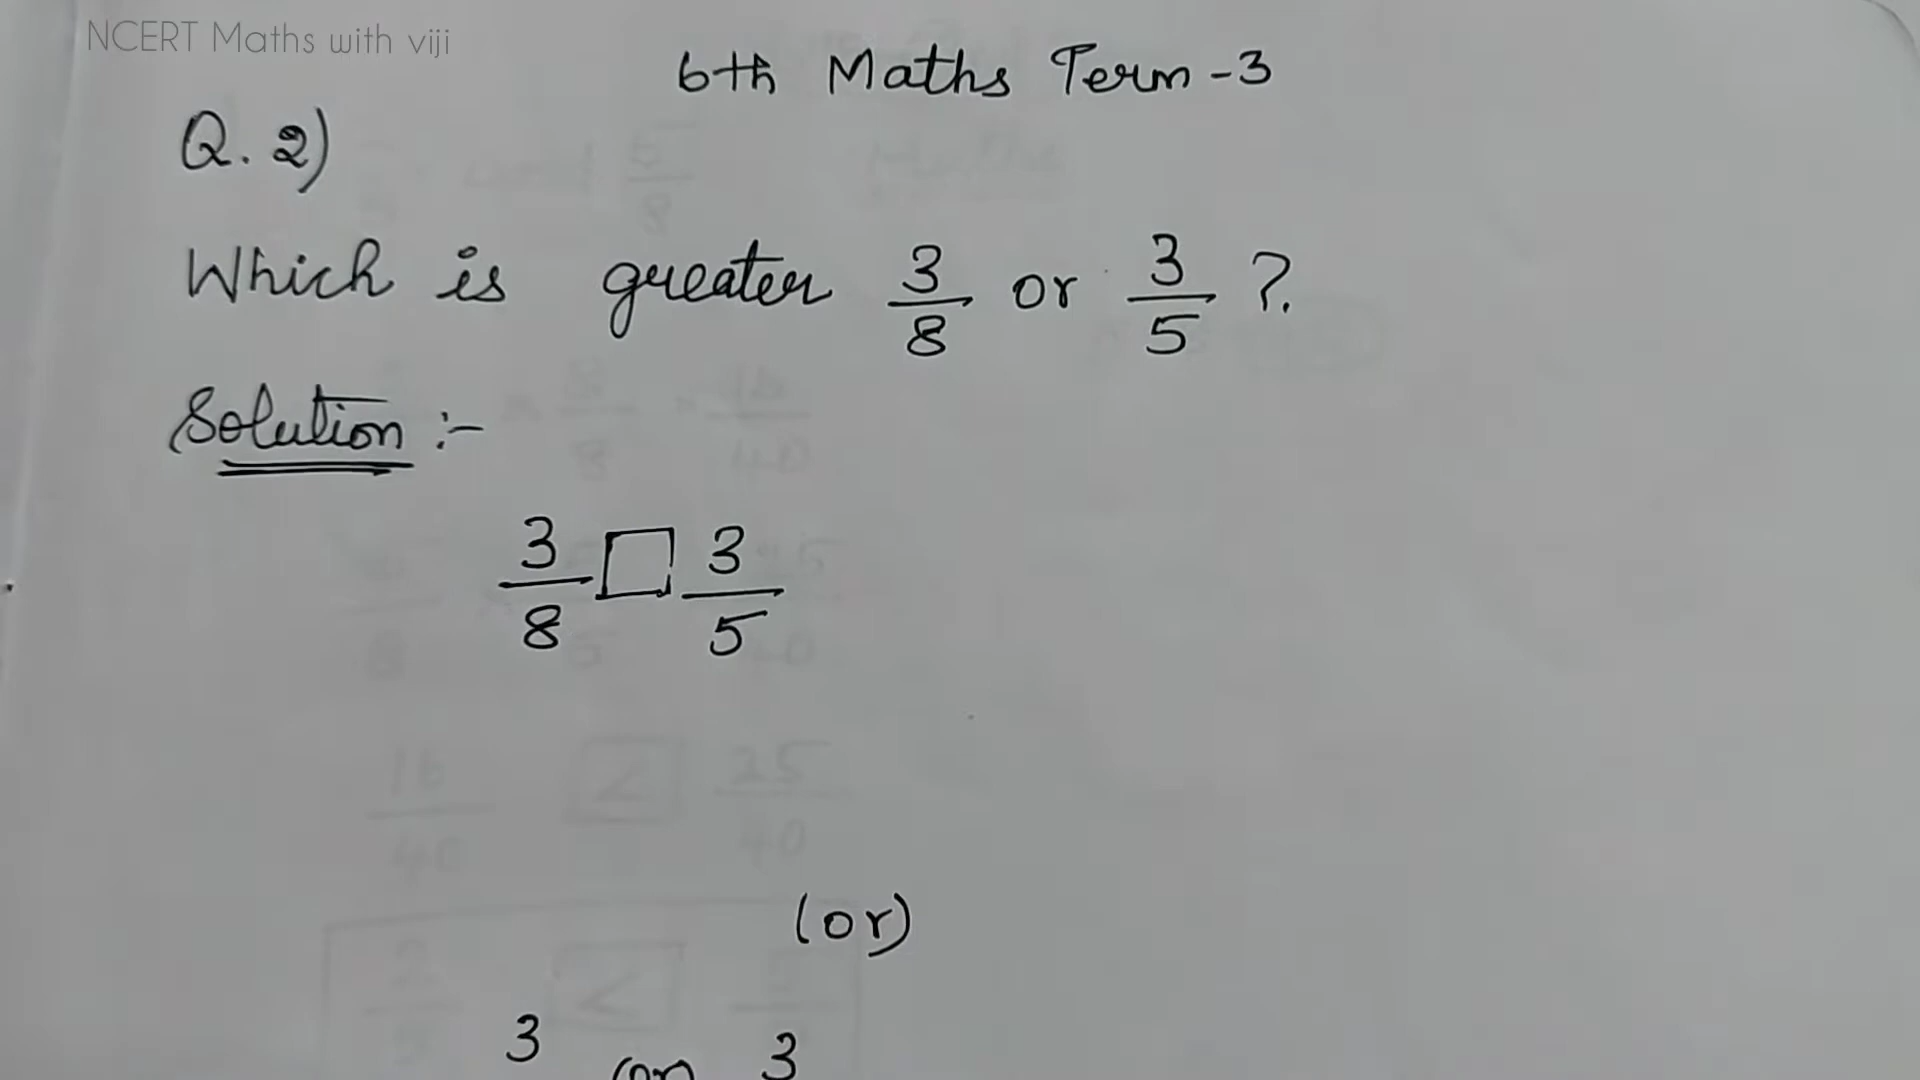 NCERT Maths with viji
6th Maths Term-3
Q. 2)
Which is greater 3/8 or 3/5 ?.
Solution :-
3/8 □ 3/5
(or)
3 (or) 3